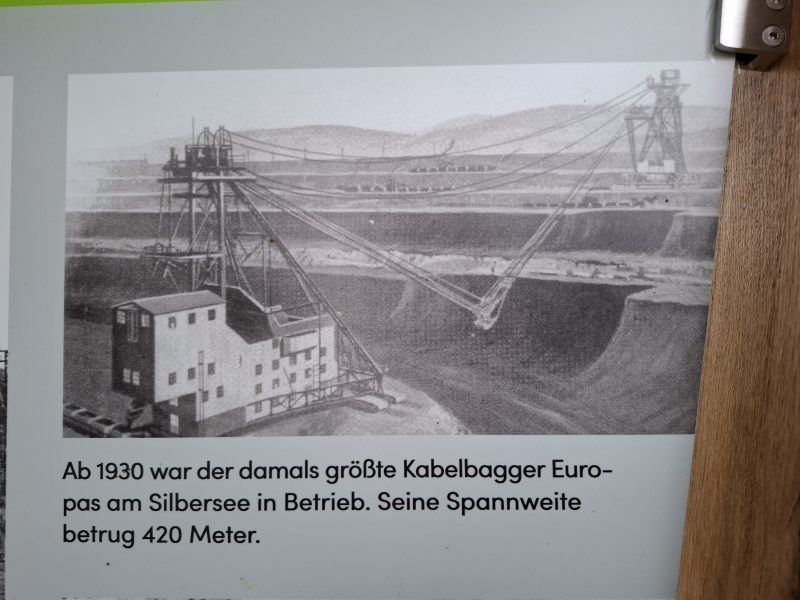 Ab 1930 war der damals größte Kabelbagger Euro-
pas am Silbersee in Betrieb. Seine Spannweite
betrug 420 Meter.